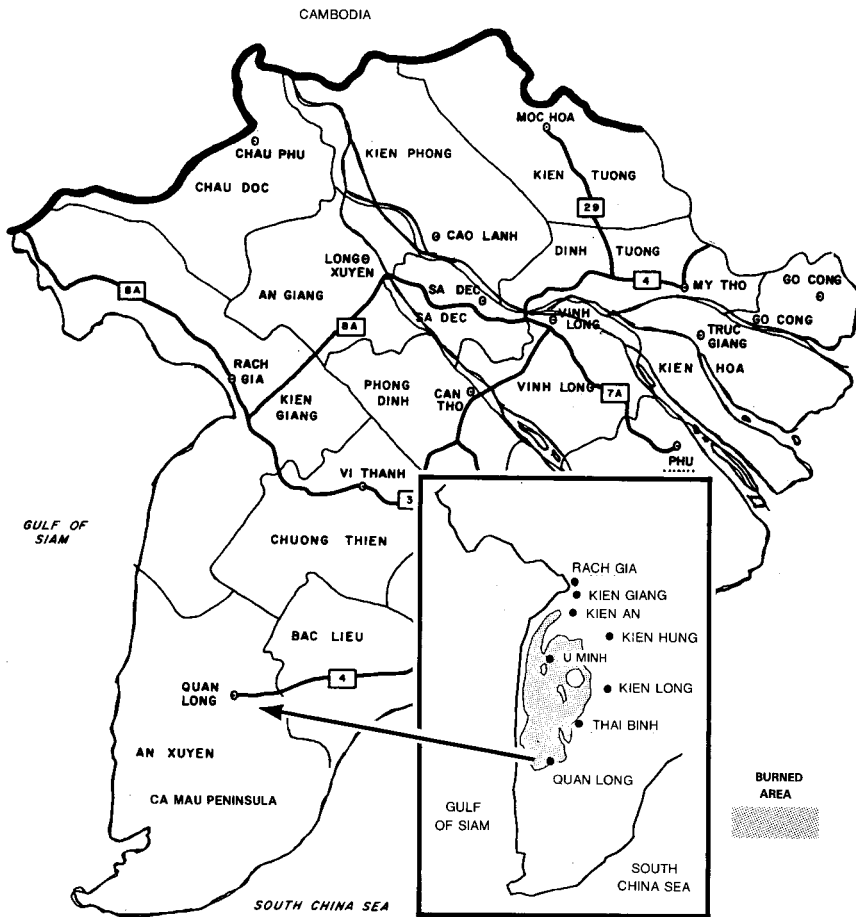 CAMBODIA
MOC HOA
CHAU PHU
KIEN PHONG
CHAU DOC
KIEN TUONG
29
CAO LANH
DINH TUONG
LONG
XUYEN
8A
SA DEC
4
MY THO
GO CONG
AN GIANG
SA DEC
VINH
LONG
GO CONG
8A
TRUC
GIANG
RACH
GIA
KIEN HOA
PHONG
DINH
CAN
THO
VINH LONG
7A
KIEN
GIANG
PHU
VI THANH
3
GULF OF
SIAM
CHUONG THIEN
RACH GIA
KIEN GIANG
KIEN AN
BAC LIEU
KIEN HUNG
U MINH
4
QUAN
LONG
KIEN LONG
THAI BINH
AN XUYEN
QUAN LONG
BURNED
AREA
CA MAU PENINSULA
GULF
OF SIAM
SOUTH
CHINA SEA
SOUTH CHINA SEA